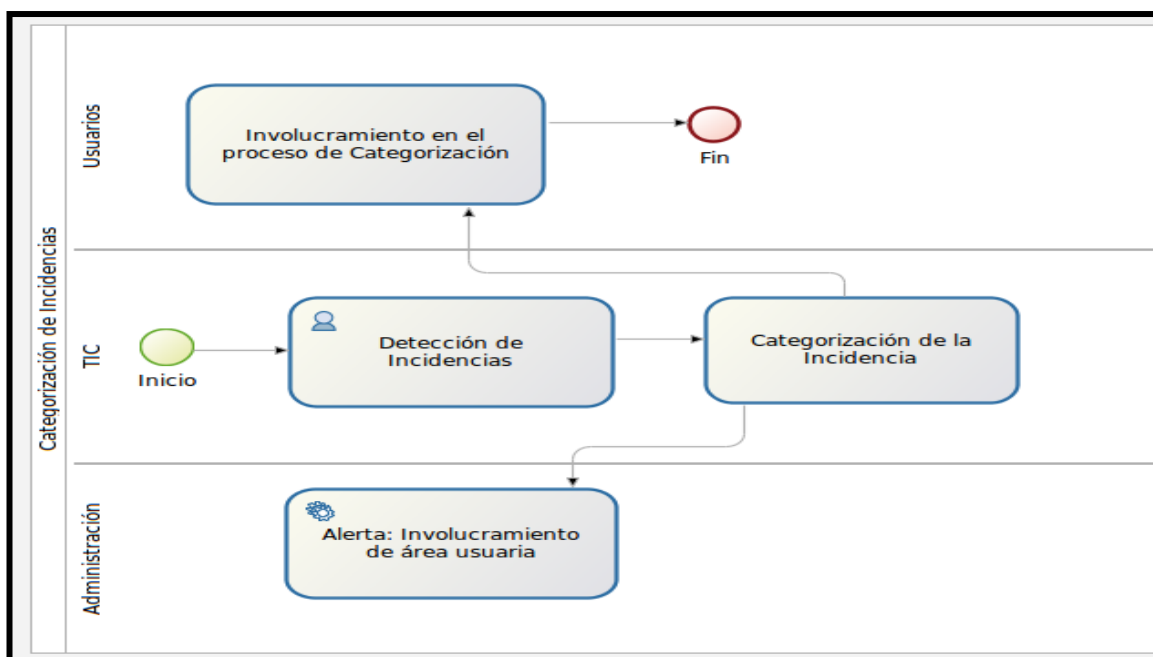 Categorización de Incidencias
Usuarios
Involucramiento en el
proceso de Categorización
Fin
TIC
Inicio
Detección de
Incidencias
Categorización de la
Incidencia
Administración
Alerta: Involucramiento
de área usuaria